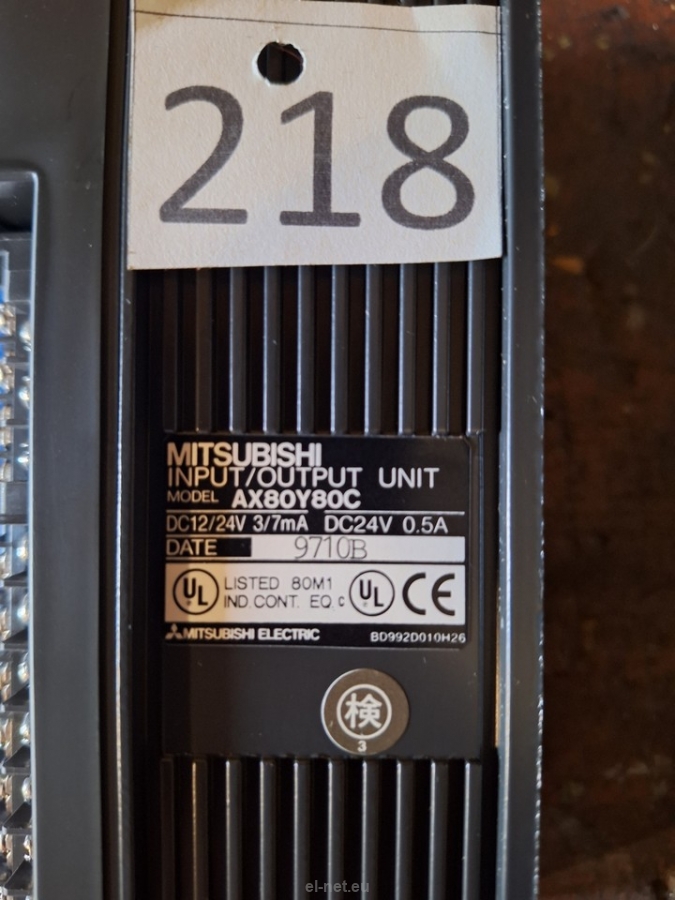 218
MITSUBISHI
INPUT/OUTPUT UNIT
MODEL AX80Y80C
DC12/24V 3/7mA DC24V 0.5A
DATE 9710B
UL LISTED 80M1 c UL CE
IND. CONT. EQ.
MITSUBISHI ELECTRIC BD992D010H26
検
3
el-net.eu